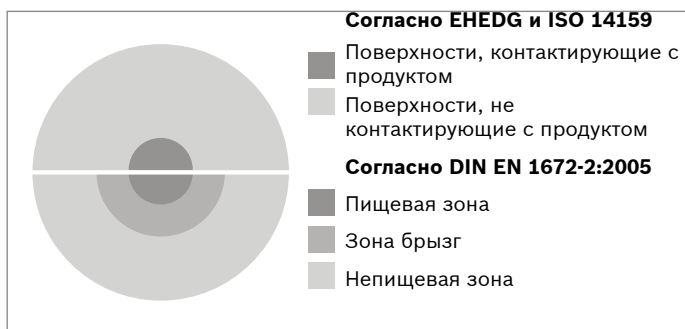 Согласно EHEDG и ISO 14159
Поверхности, контактирующие с
продуктом
Поверхности, не
контактирующие с продуктом
Согласно DIN EN 1672-2:2005
Пищевая зона
Зона брызг
Непищевая зона